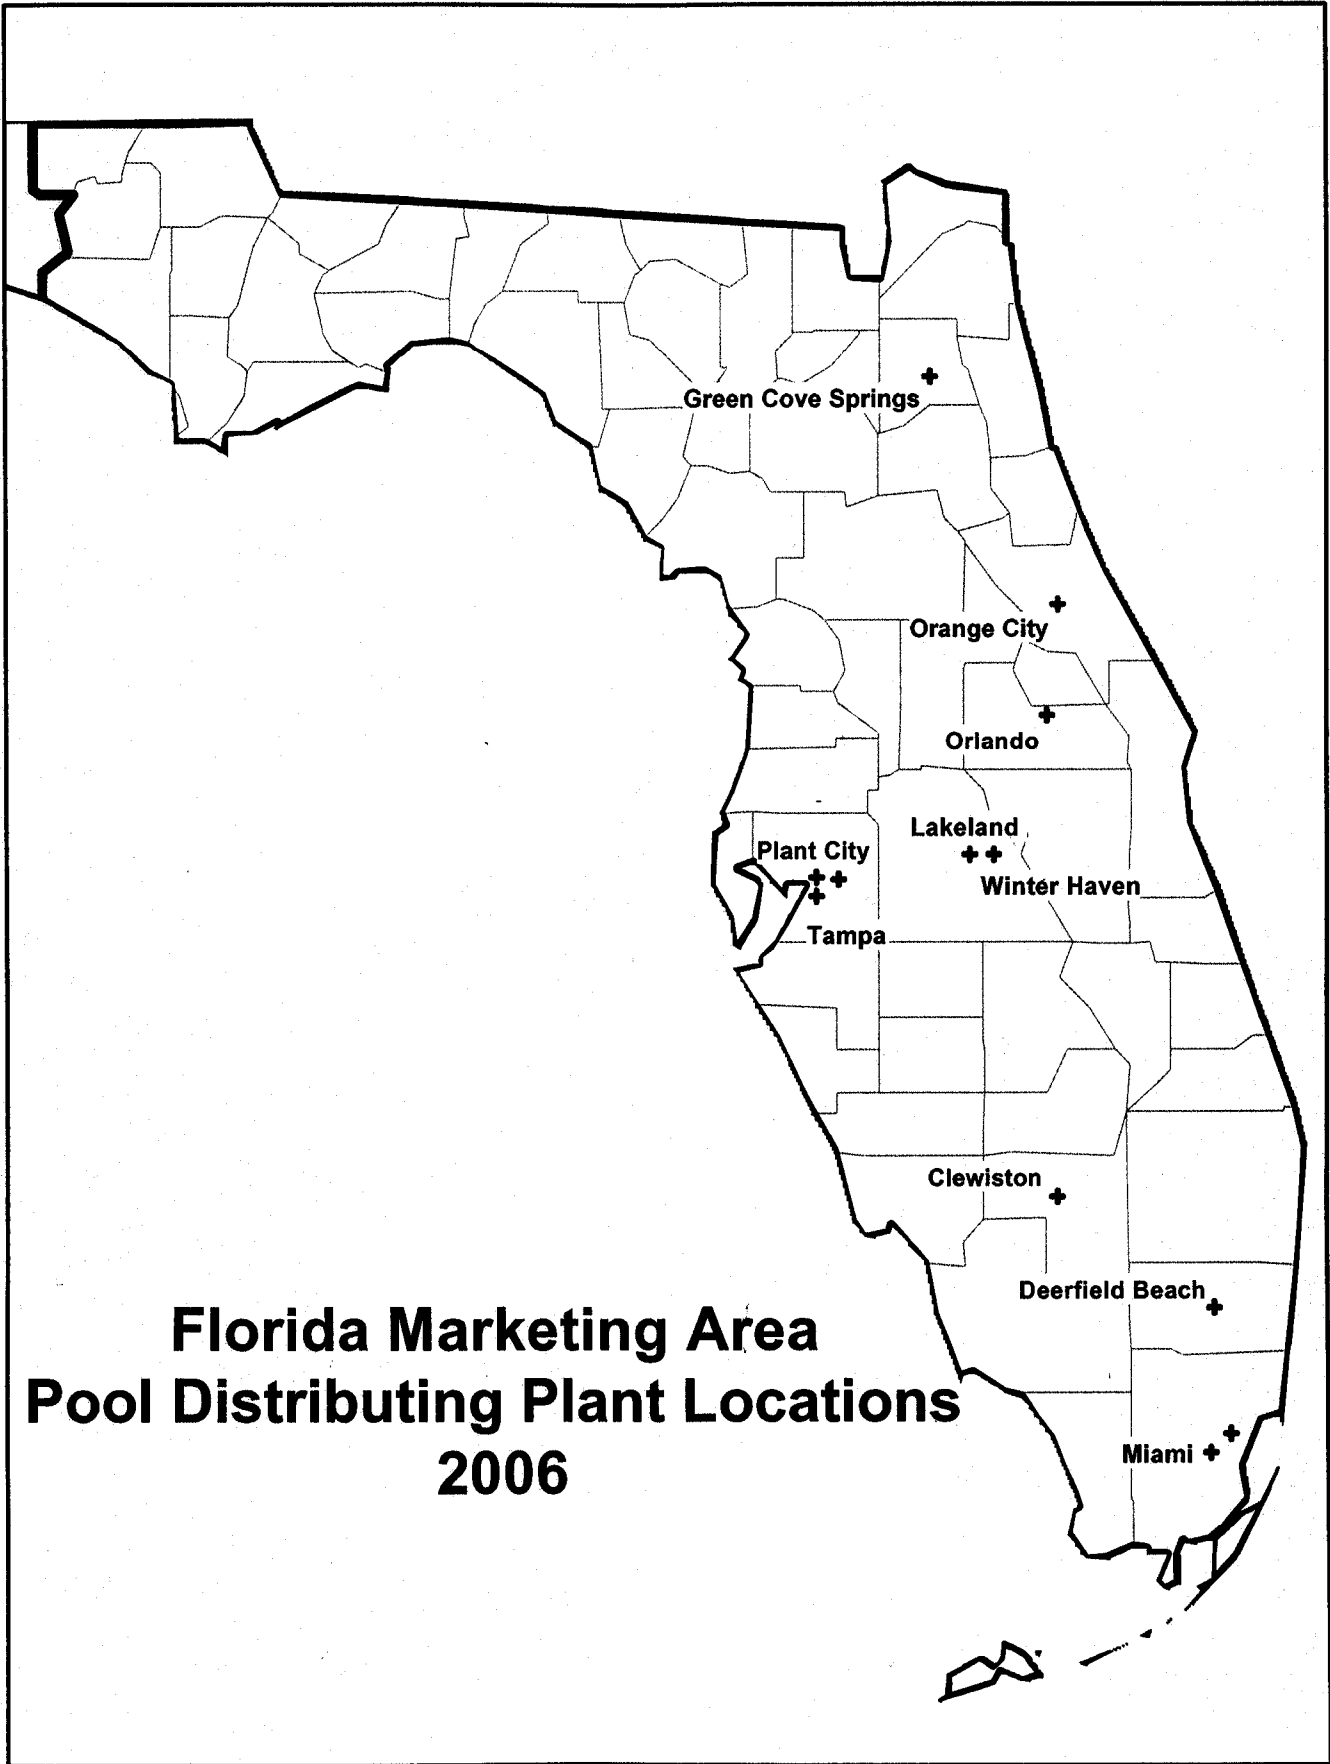 Green Cove Springs
Orange City
Orlando
Lakeland
Plant City
Winter Haven
Tampa
Clewiston
Deerfield Beach
Florida Marketing Area
Pool Distributing Plant Locations
2006
Miami